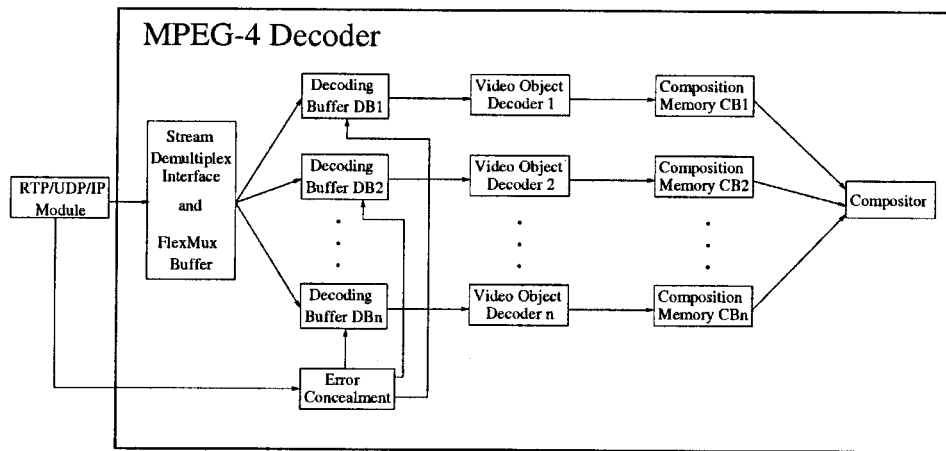 MPEG-4 Decoder
RTP/UDP/IP
Module
Stream
Demultiplex
Interface
and
FlexMux
Buffer
Decoding
Buffer DB1
Video Object
Decoder 1
Composition
Memory CB1
Decoding
Buffer DB2
Video Object
Decoder 2
Composition
Memory CB2
Compositor
Decoding
Buffer DBn
Video Object
Decoder n
Composition
Memory CBn
Error
Concealment